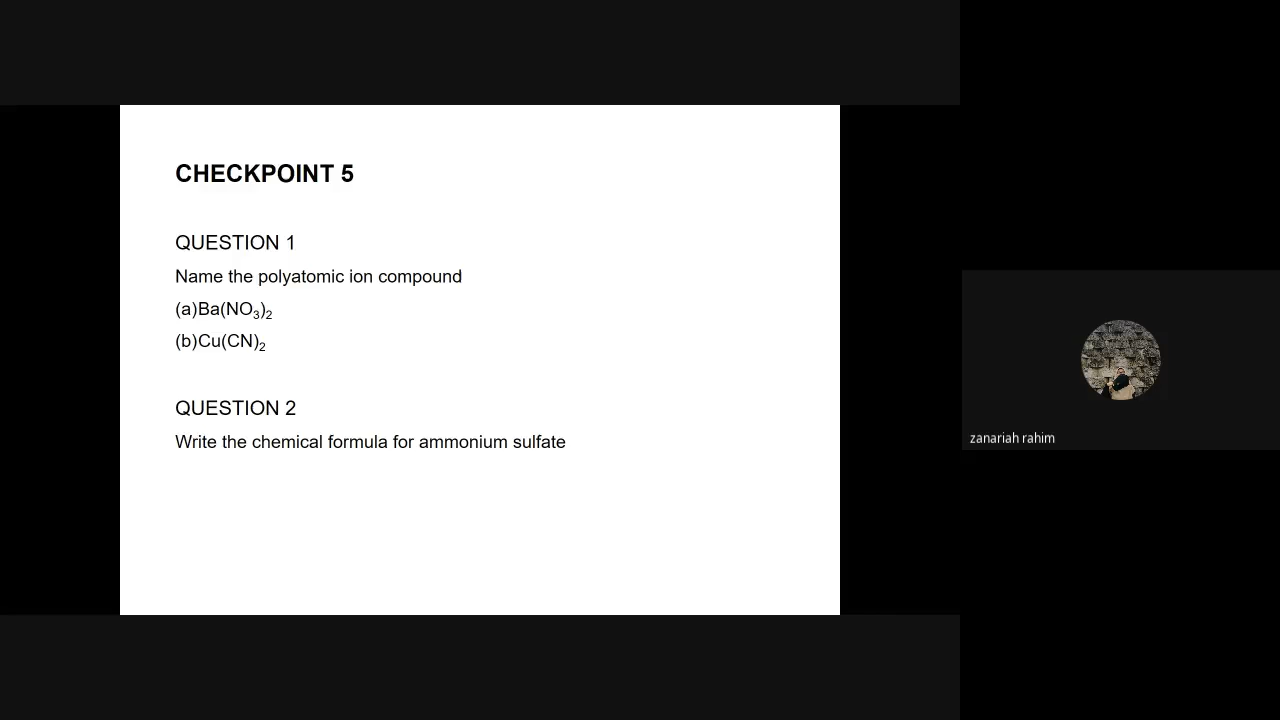 CHECKPOINT 5
QUESTION 1
Name the polyatomic ion compound
(a)Ba(NO₃)₂
(b)Cu(CN)₂
QUESTION 2
Write the chemical formula for ammonium sulfate
zanariah rahim